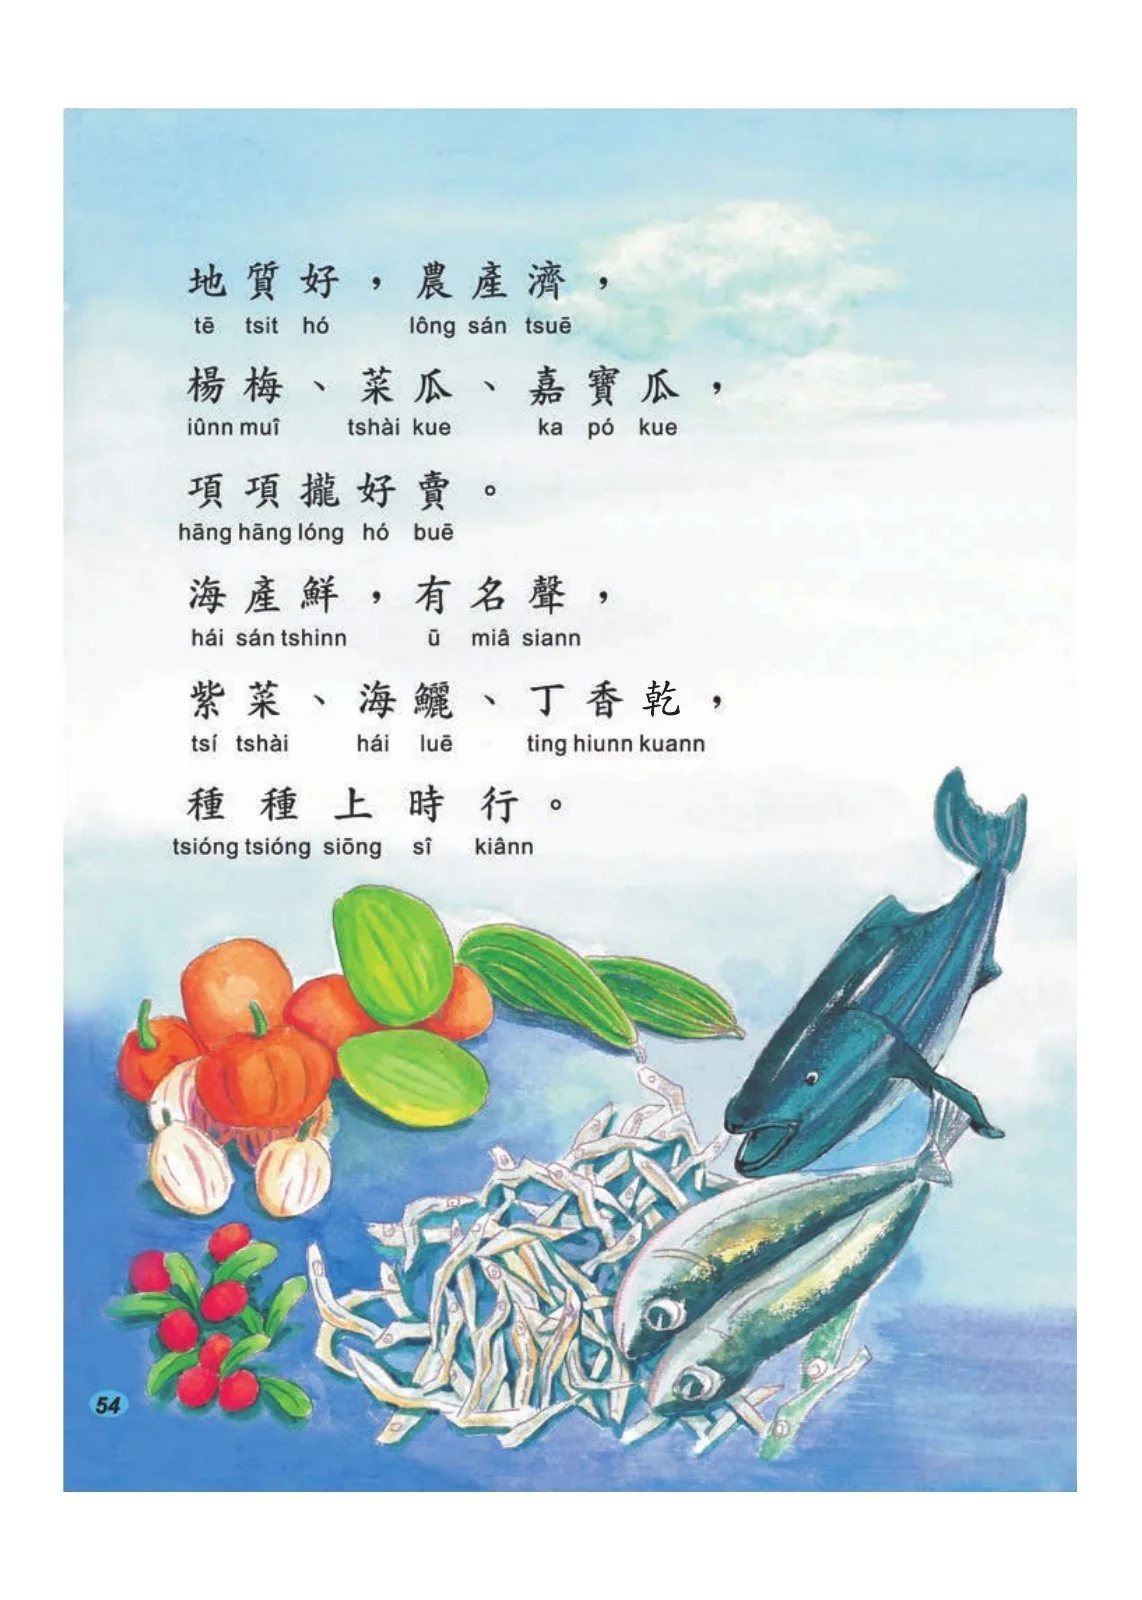 地質好，農產濟，
tē tsit hó lông sán tsuē
楊梅、菜瓜、嘉寶瓜，
iûnn muî tshài kue ka pó kue
項項攏好賣。
hāng hāng lóng hó buē
海產鮮，有名聲，
hái sán tshinn ū miâ siann
紫菜、海鱺、丁香乾，
tsí tshài hái luē ting hiunn kuann
種種上時行。
tsióng tsióng siōng sî kiânn
54